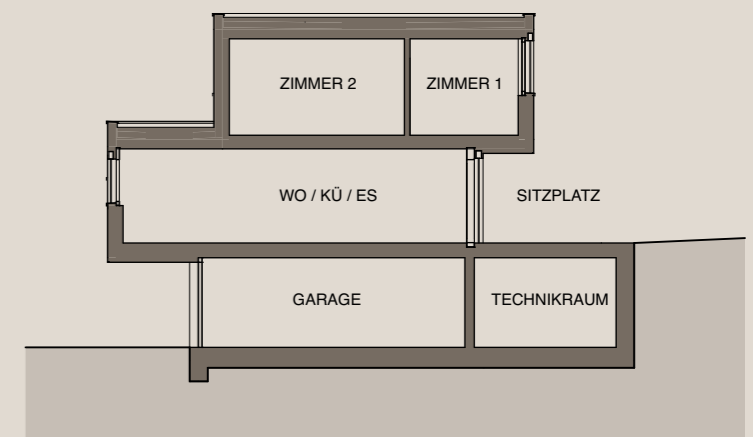 ZIMMER 2
ZIMMER 1
WO / KÜ / ES
SITZPLATZ
GARAGE
TECHNIKRAUM